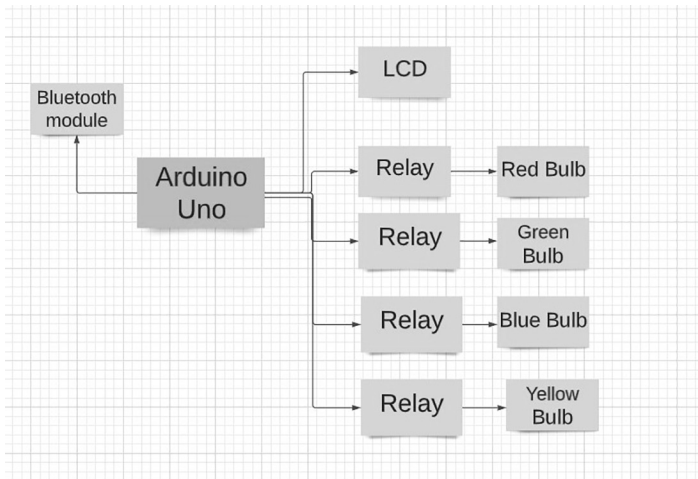 LCD
Bluetooth
module
Arduino
Uno
Relay
Red Bulb
Relay
Green
Bulb
Relay
Blue Bulb
Relay
Yellow
Bulb